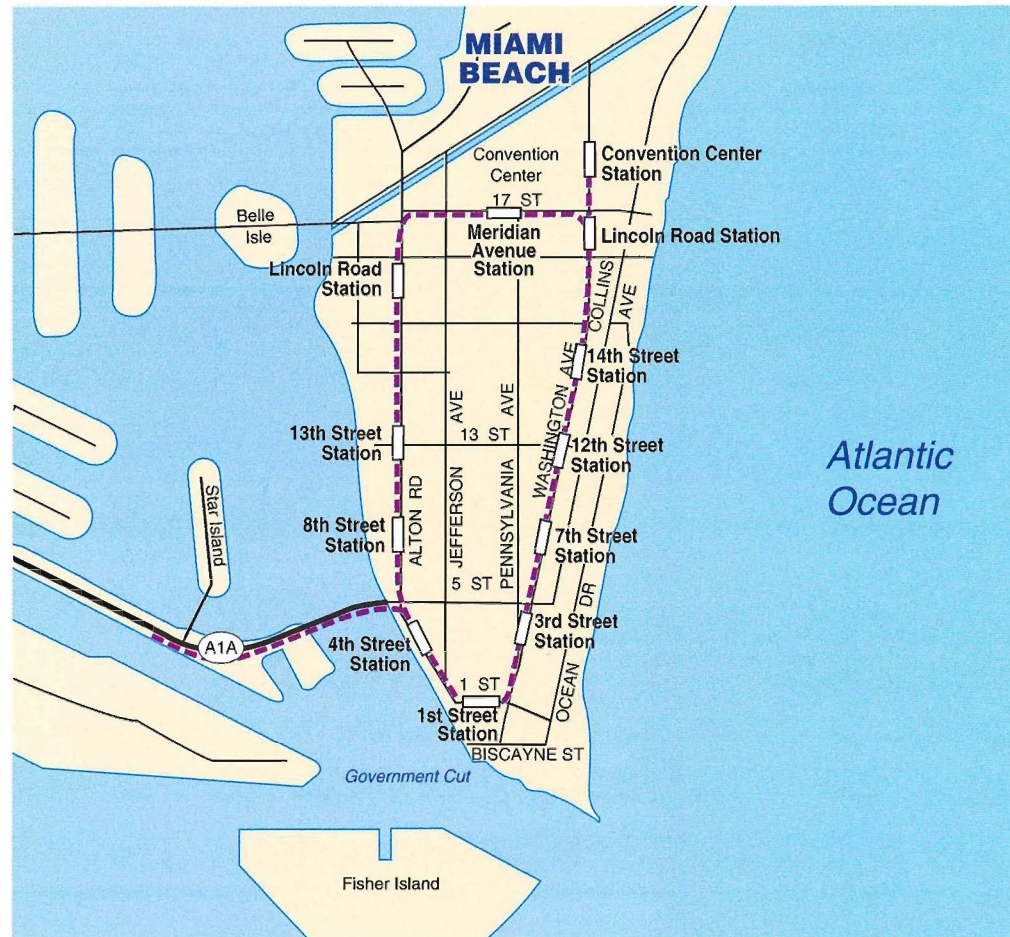 MIAMI
BEACH
Convention
Center
Convention Center
Station
17 ST
Belle
Isle
Meridian
Avenue
Station
Lincoln Road Station
Lincoln Road
Station
COLLINS
AVE
14th Street
Station
WASHINGTON AVE
13th Street
Station
13 ST
JEFFERSON AVE
PENNSYLVANIA AVE
12th Street
Station
Atlantic
Ocean
Star Island
ALTON RD
8th Street
Station
7th Street
Station
5 ST
A1A
4th Street
Station
3rd Street
Station
OCEAN DR
1 ST
1st Street
Station
BISCAYNE ST
Government Cut
Fisher Island